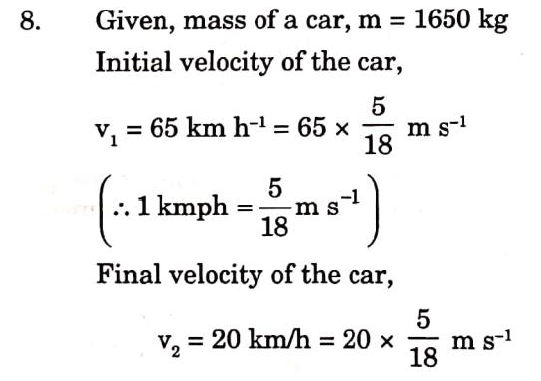 8. Given, mass of a car, m = 1650 kg
Initial velocity of the car,
v₁ = 65 km h⁻¹ = 65 × 5/18 m s⁻¹
(∴ 1 kmph = 5/18 m s⁻¹)
Final velocity of the car,
v₂ = 20 km/h = 20 × 5/18 m s⁻¹